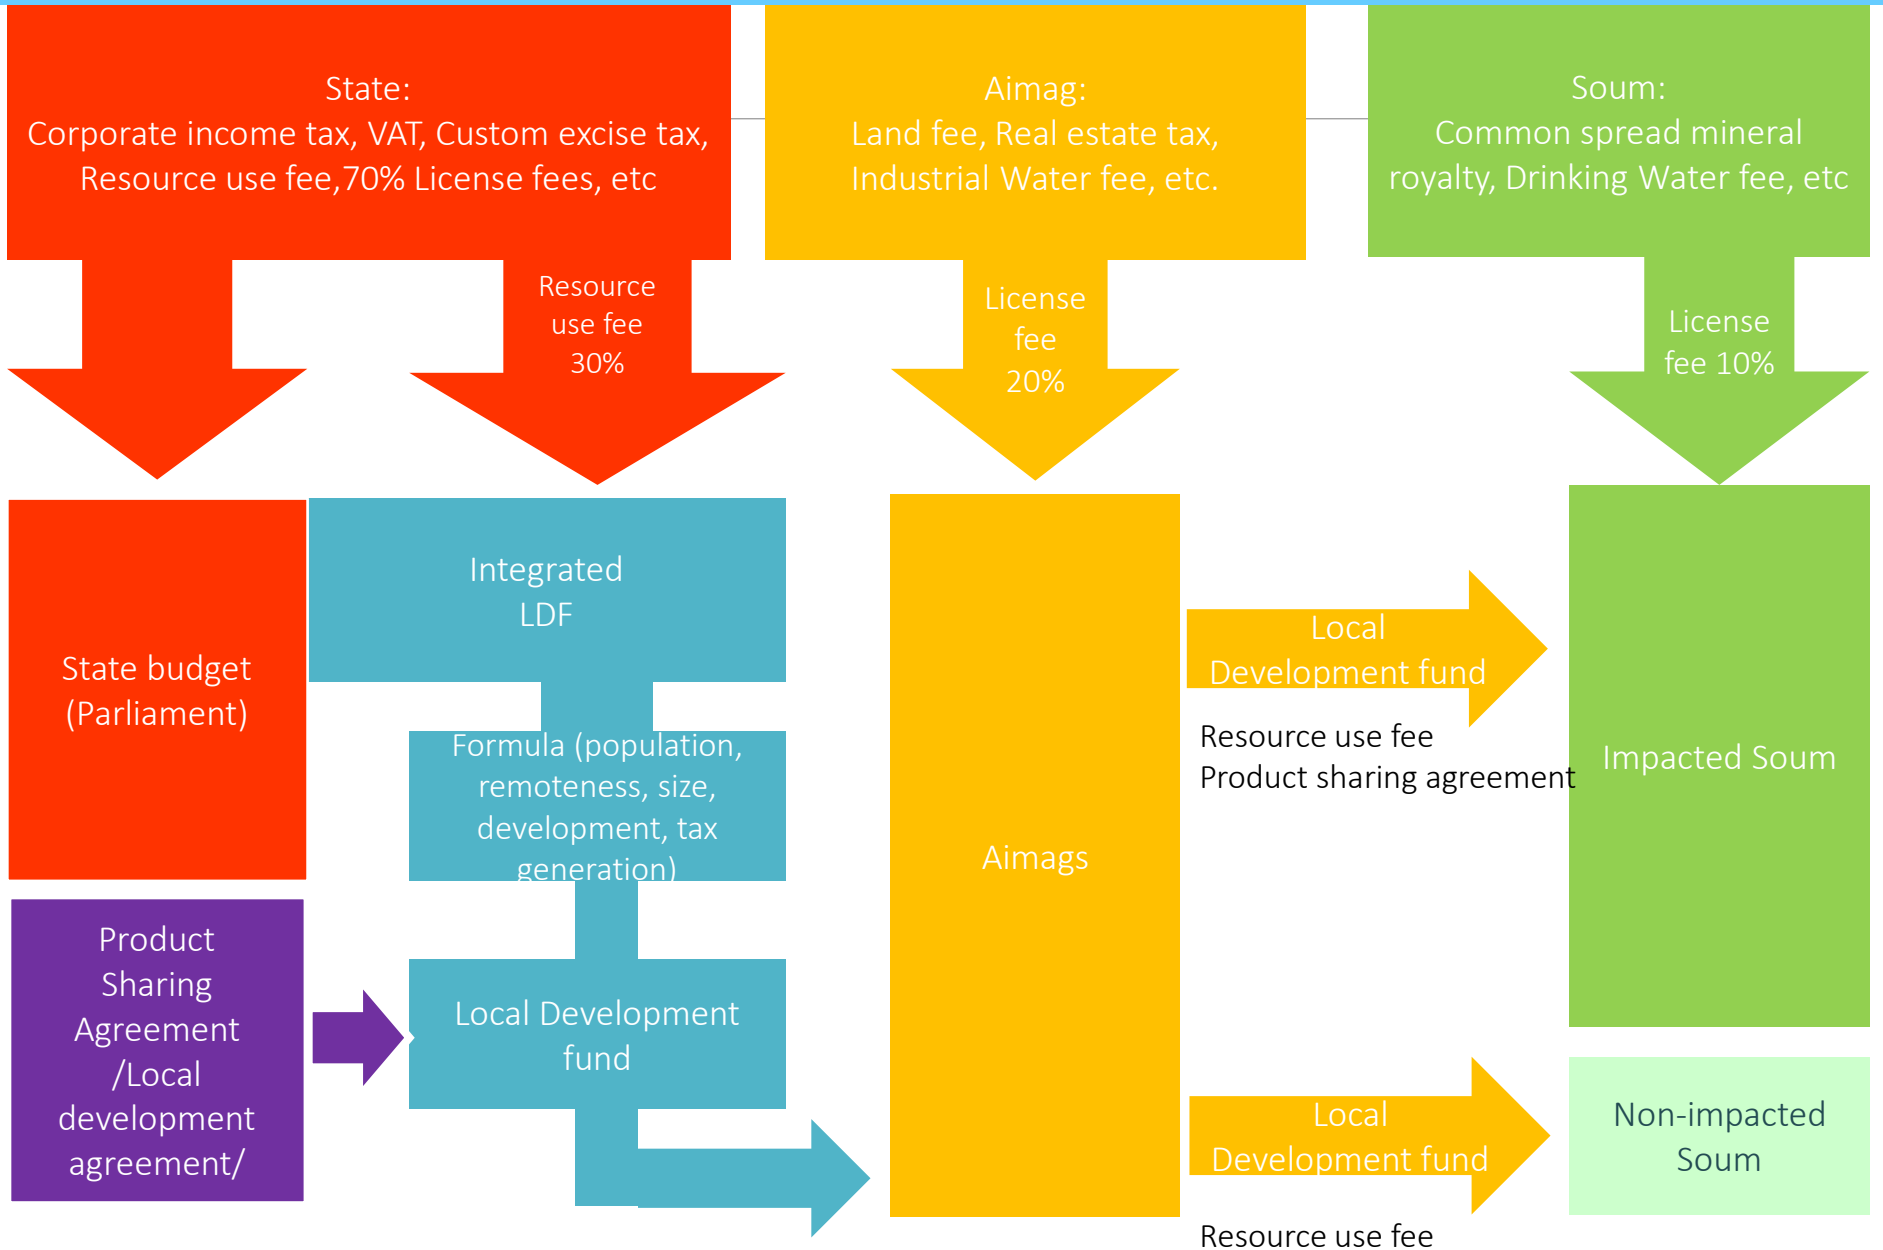 State:
Corporate income tax, VAT, Custom excise tax,
Resource use fee,70% License fees, etc
Aimag:
Land fee, Real estate tax,
Industrial Water fee, etc.
Soum:
Common spread mineral
royalty, Drinking Water fee, etc
Resource
use fee
30%
License
fee
20%
License
fee 10%
State budget
(Parliament)
Integrated
LDF
Formula (population,
remoteness, size,
development, tax
generation)
Product
Sharing
Agreement
/Local
development
agreement/
Local Development
fund
Aimags
Local
Development fund
Resource use fee
Product sharing agreement
Impacted Soum
Local
Development fund
Resource use fee
Non-impacted
Soum